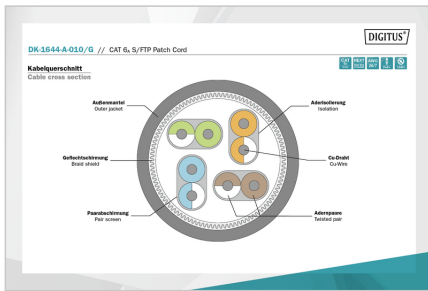 DIGITUS®
DK-1644-A-010/G // CAT 6A S/FTP Patch Cord
Kabelquerschnitt
Cable cross section
Außenmantel
Outer jacket
Aderisolierung
Isolation
Geflechtschirmung
Braid shield
Cu-Draht
Cu-Wire
Paarabschirmung
Pair screen
Adernpaare
Twisted pair